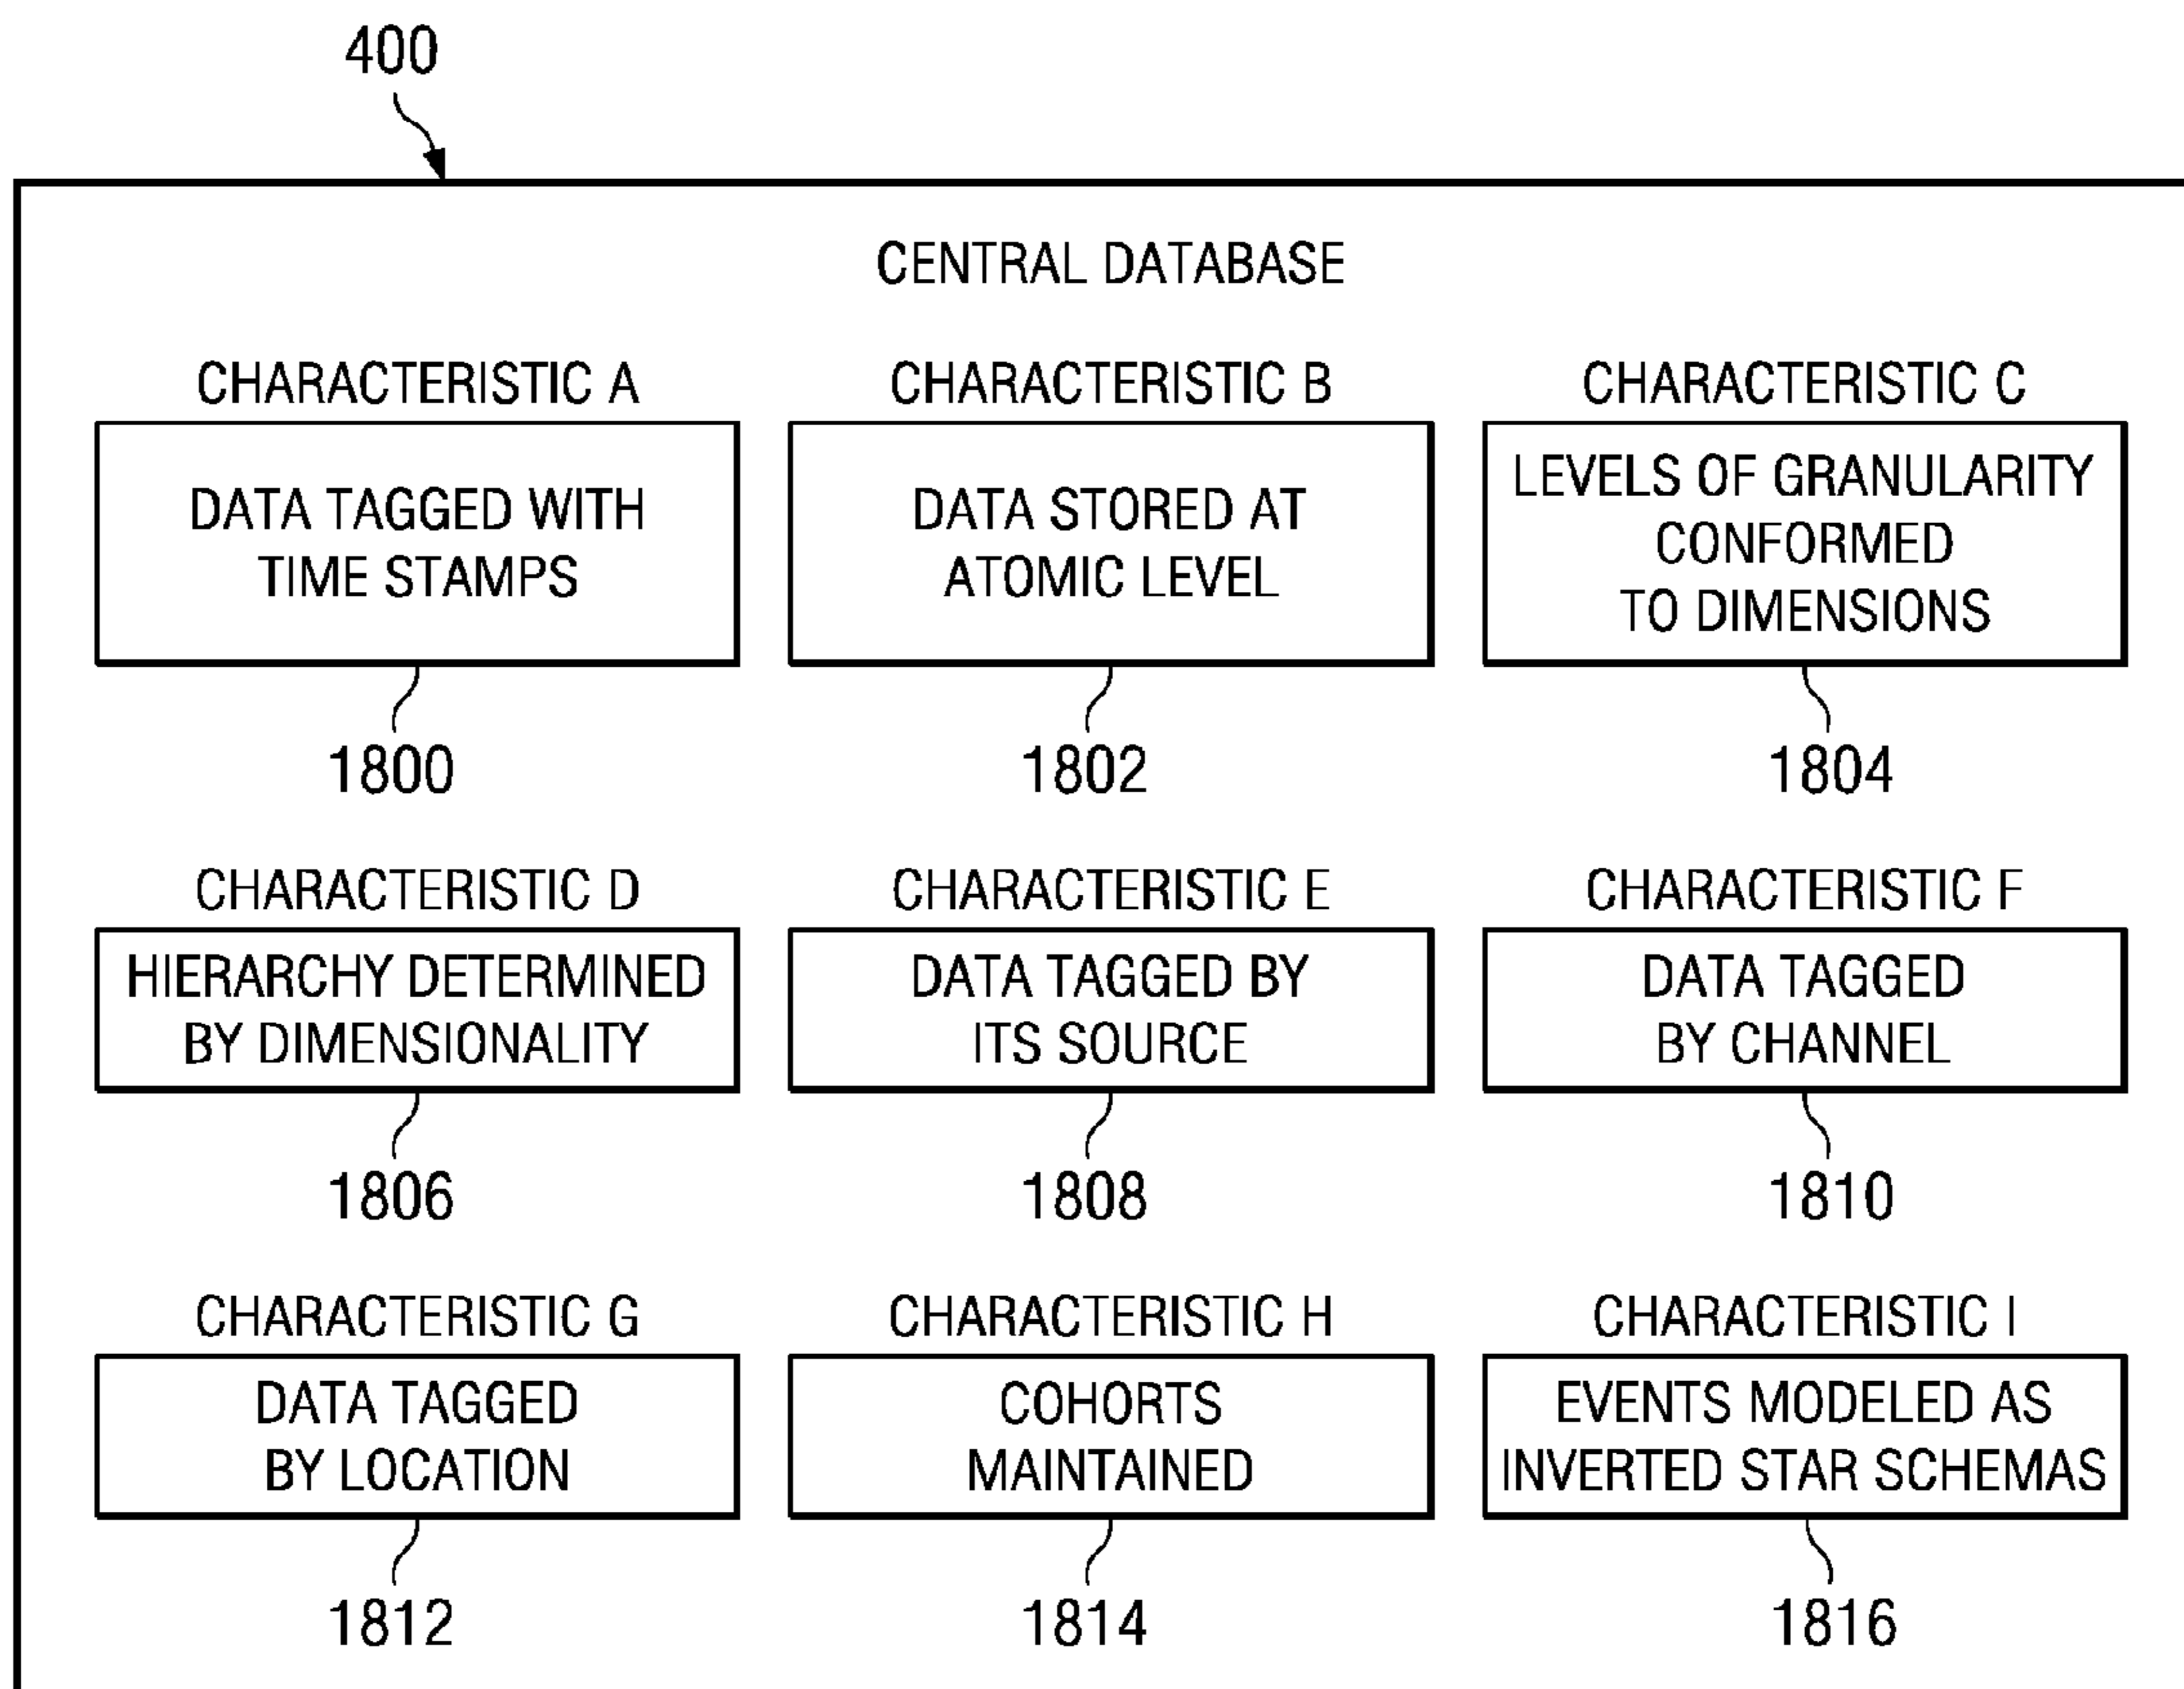 400
CENTRAL DATABASE
CHARACTERISTIC A
DATA TAGGED WITH
TIME STAMPS
1800
CHARACTERISTIC B
DATA STORED AT
ATOMIC LEVEL
1802
CHARACTERISTIC C
LEVELS OF GRANULARITY
CONFORMED
TO DIMENSIONS
1804
CHARACTERISTIC D
HIERARCHY DETERMINED
BY DIMENSIONALITY
1806
CHARACTERISTIC E
DATA TAGGED BY
ITS SOURCE
1808
CHARACTERISTIC F
DATA TAGGED
BY CHANNEL
1810
CHARACTERISTIC G
DATA TAGGED
BY LOCATION
1812
CHARACTERISTIC H
COHORTS
MAINTAINED
1814
CHARACTERISTIC I
EVENTS MODELED AS
INVERTED STAR SCHEMAS
1816